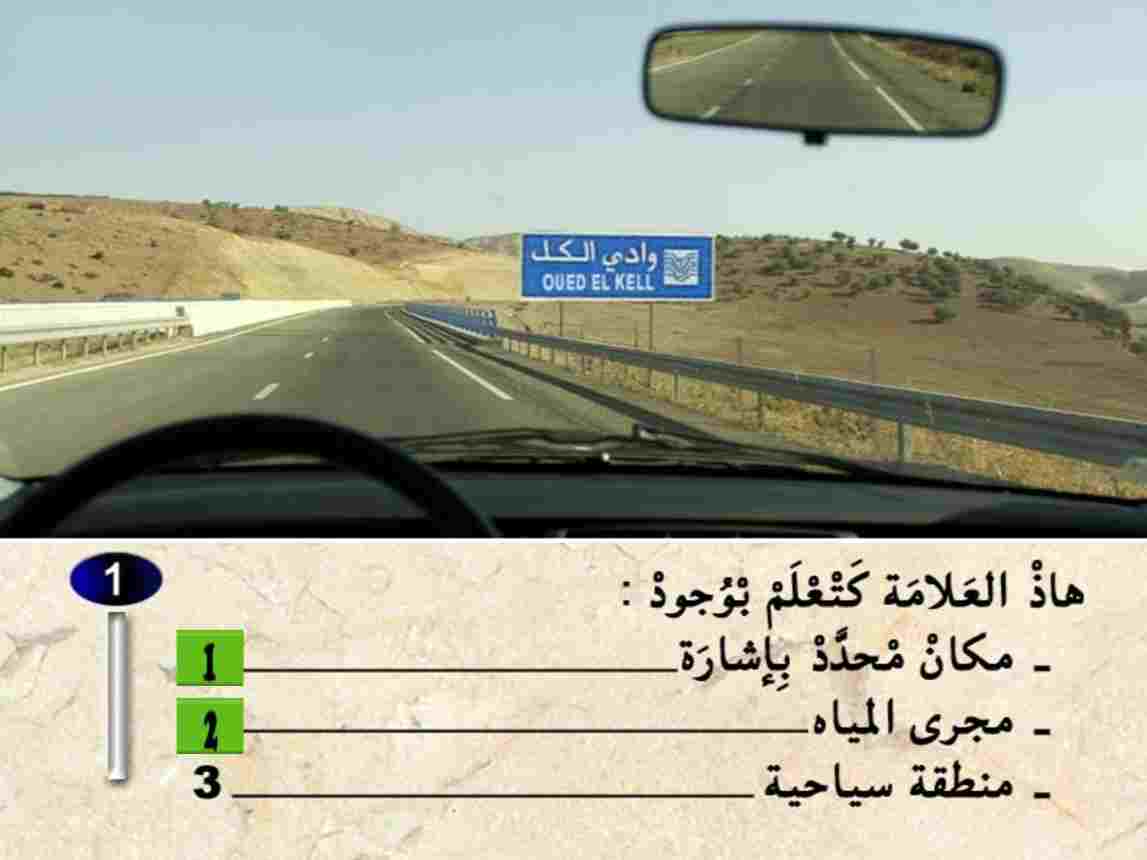 وادي الكل
OUED EL KELL
1
هاذْ العَلامَة كَتْعْلَمْ بْوُجودْ :
ـ مكانْ مْحدَّدْ بِإشارَة 1
ـ مجرى المياه 2
ـ منطقة سياحية 3